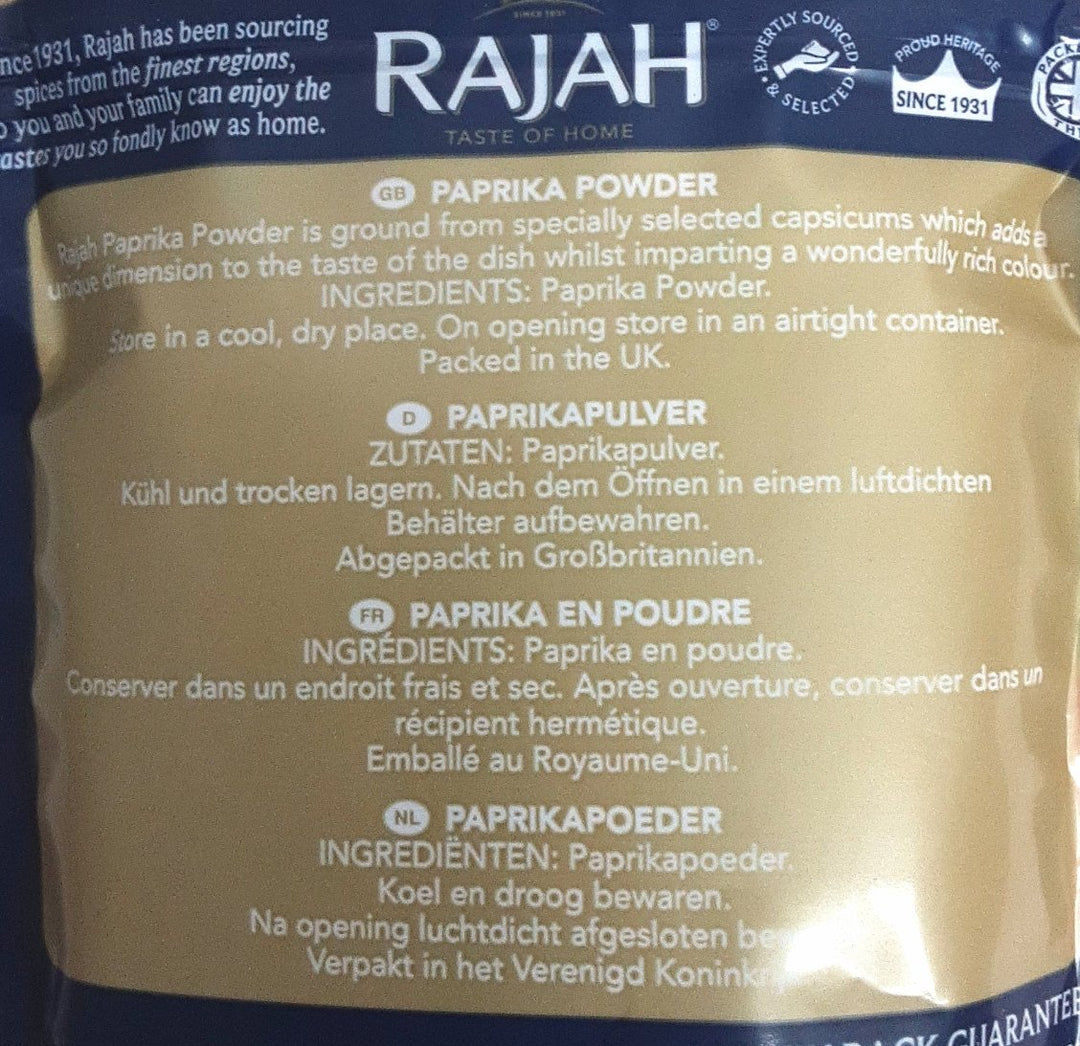 SINCE 1931
nce 1931, Rajah has been sourcing
spices from the finest regions,
o you and your family can enjoy the
astes you so fondly know as home.
RAJAH®
TASTE OF HOME
EXPERTLY SOURCED
& SELECTED
PROUD HERITAGE
SINCE 1931
PACKE
TH
GB PAPRIKA POWDER
Rajah Paprika Powder is ground from specially selected capsicums which adds a
unique dimension to the taste of the dish whilst imparting a wonderfully rich colour.
INGREDIENTS: Paprika Powder.
Store in a cool, dry place. On opening store in an airtight container.
Packed in the UK.
D PAPRIKAPULVER
ZUTATEN: Paprikapulver.
Kühl und trocken lagern. Nach dem Öffnen in einem luftdichten
Behälter aufbewahren.
Abgepackt in Großbritannien.
FR PAPRIKA EN POUDRE
INGRÉDIENTS: Paprika en poudre.
Conserver dans un endroit frais et sec. Après ouverture, conserver dans un
récipient hermétique.
Emballé au Royaume-Uni.
NL PAPRIKAPOEDER
INGREDIËNTEN: Paprikapoeder.
Koel en droog bewaren.
Na opening luchtdicht afgesloten be
Verpakt in het Verenigd Koninkr
GUARANTEE